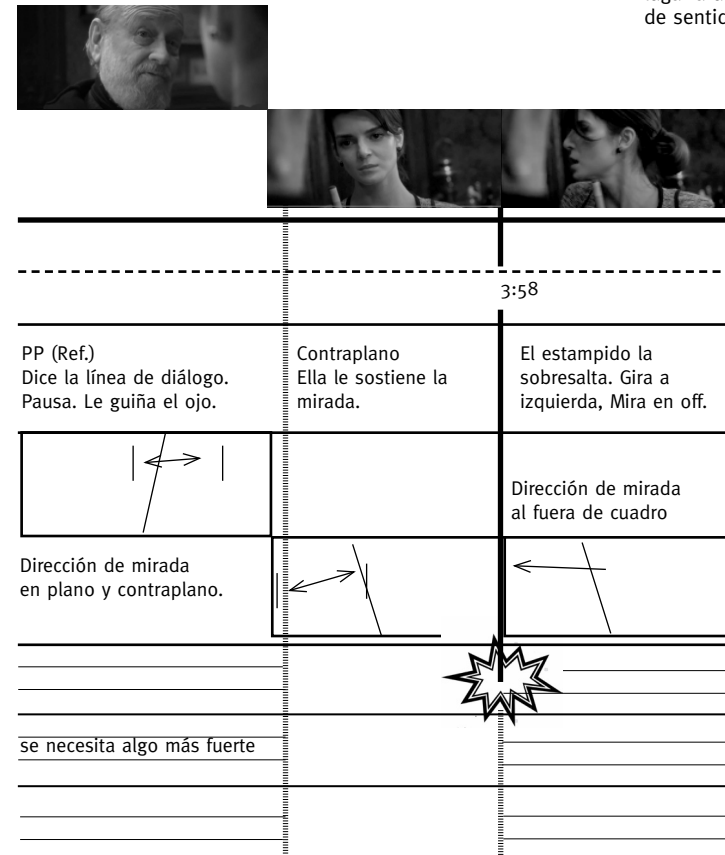 de sentic
3:58
PP (Ref.)
Dice la línea de diálogo.
Pausa. Le guiña el ojo.
Contraplano
Ella le sostiene la
mirada.
El estampido la
sobresalta. Gira a
izquierda, Mira en off.
Dirección de mirada
al fuera de cuadro
Dirección de mirada
en plano y contraplano.
se necesita algo más fuerte